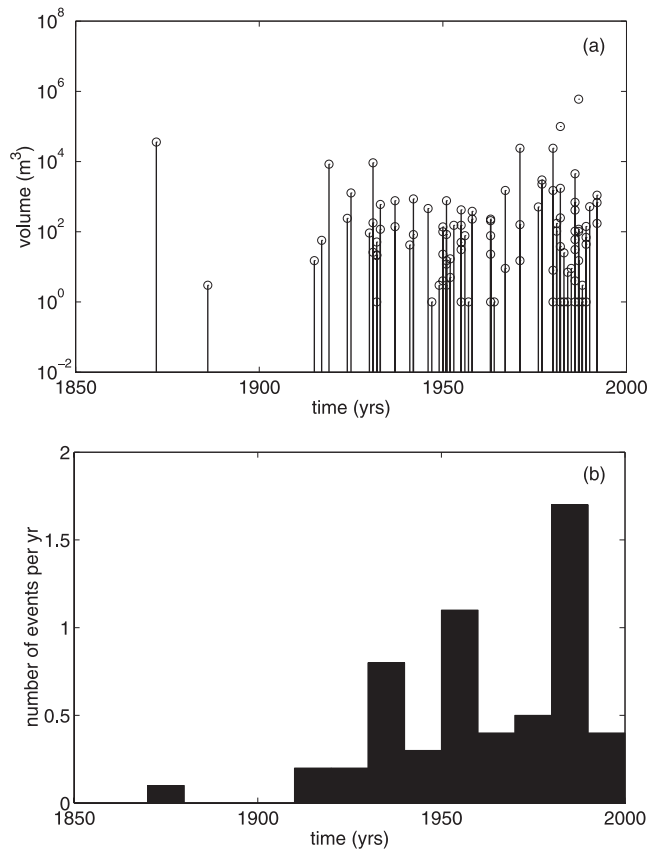 (a)
10^8
10^6
10^4
10^2
10^0
10^−2
volume (m^3)
1850 1900 1950 2000
time (yrs)
(b)
2
1.5
1
0.5
0
number of events per yr
1850 1900 1950 2000
time (yrs)